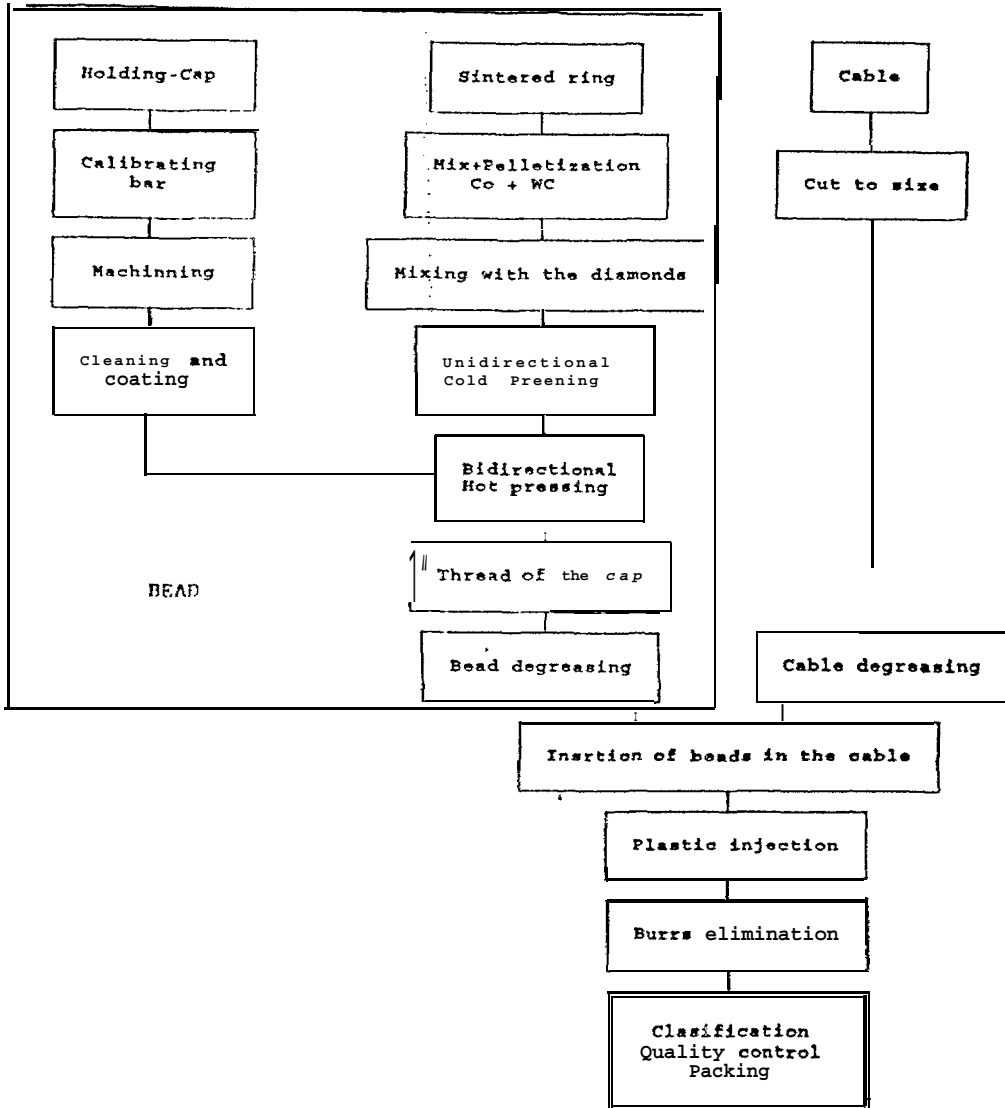 Holding-Cap
Sintered ring
Cable
Calibrating
bar
Mix+Pelletization
Co + WC
Cut to size
Machinning
Mixing with the diamonds
Cleaning and
coating
Unidirectional
Cold Preening
Bidirectional
Hot pressing
BEAD
Thread of the cap
Bead degreasing
Cable degreasing
Insrtion of beads in the cable
Plastic injection
Burrs elimination
Clasification
Quality control
Packing